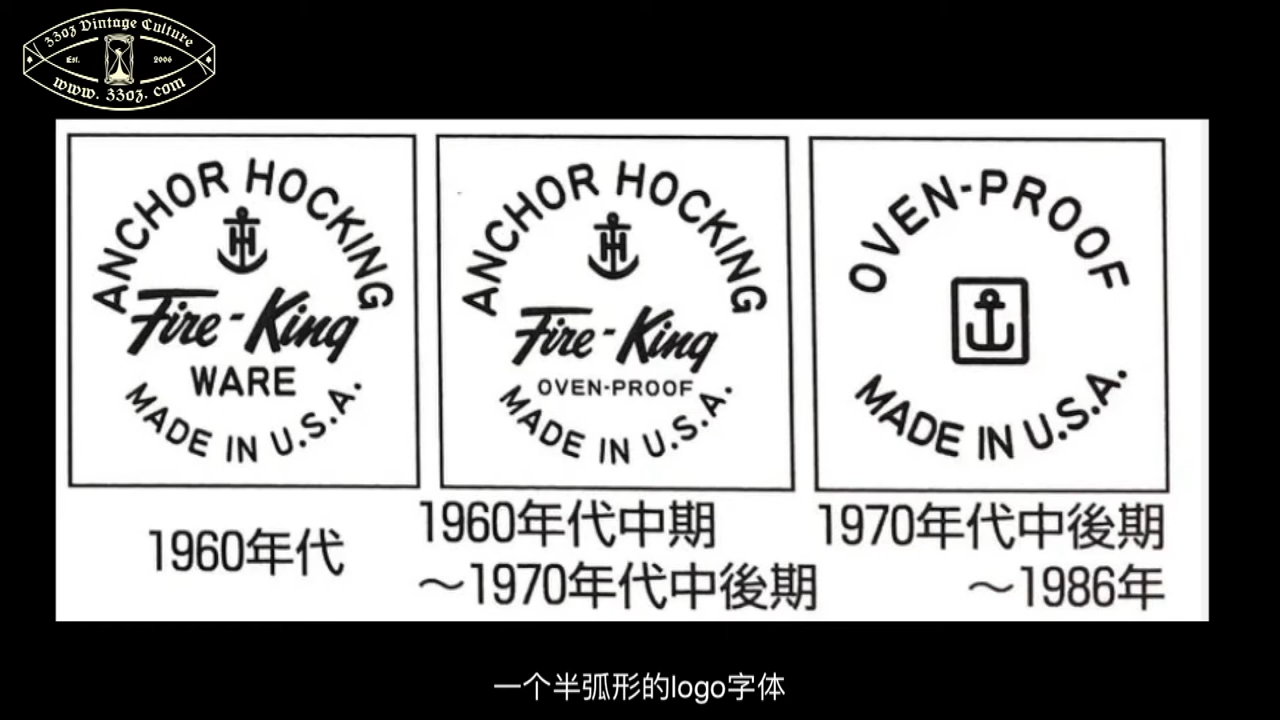 33oz Vintage Culture
Est. 2006
www.33oz.com
ANCHOR HOCKING
Fire-King
WARE
MADE IN U.S.A.
1960年代
ANCHOR HOCKING
Fire-King
OVEN-PROOF
MADE IN U.S.A.
1960年代中期
～1970年代中後期
OVEN-PROOF
MADE IN U.S.A.
1970年代中後期
～1986年
一个半弧形的logo字体